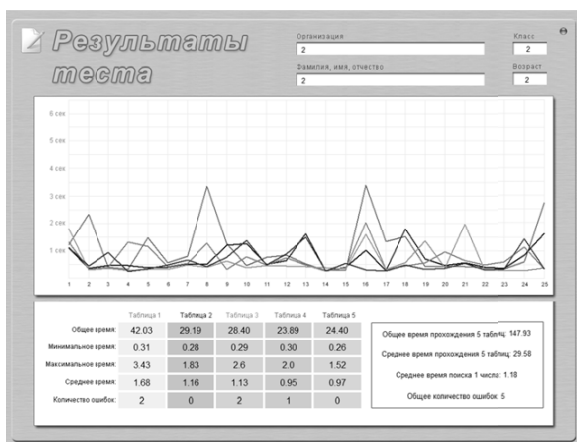 Результаты
теста
Организация
2
Класс
2
Фамилия, имя, отчество
2
Возраст
2
6 сек
5 сек
4 сек
3 сек
2 сек
1 сек
1 2 3 4 5 6 7 8 9 10 11 12 13 14 15 16 17 18 19 20 21 22 23 24 25
Таблица 1 Таблица 2 Таблица 3 Таблица 4 Таблица 5
Общее время: 42.03 29.19 28.40 23.89 24.40
Минимальное время: 0.31 0.28 0.29 0.30 0.26
Максимальное время: 3.43 1.83 2.6 2.0 1.52
Среднее время: 1.68 1.16 1.13 0.95 0.97
Количество ошибок: 2 0 2 1 0
Общее время прохождения 5 таблиц: 147.93
Среднее время прохождения 5 таблиц: 29.58
Среднее время поиска 1 числа: 1.18
Общее количество ошибок: 5